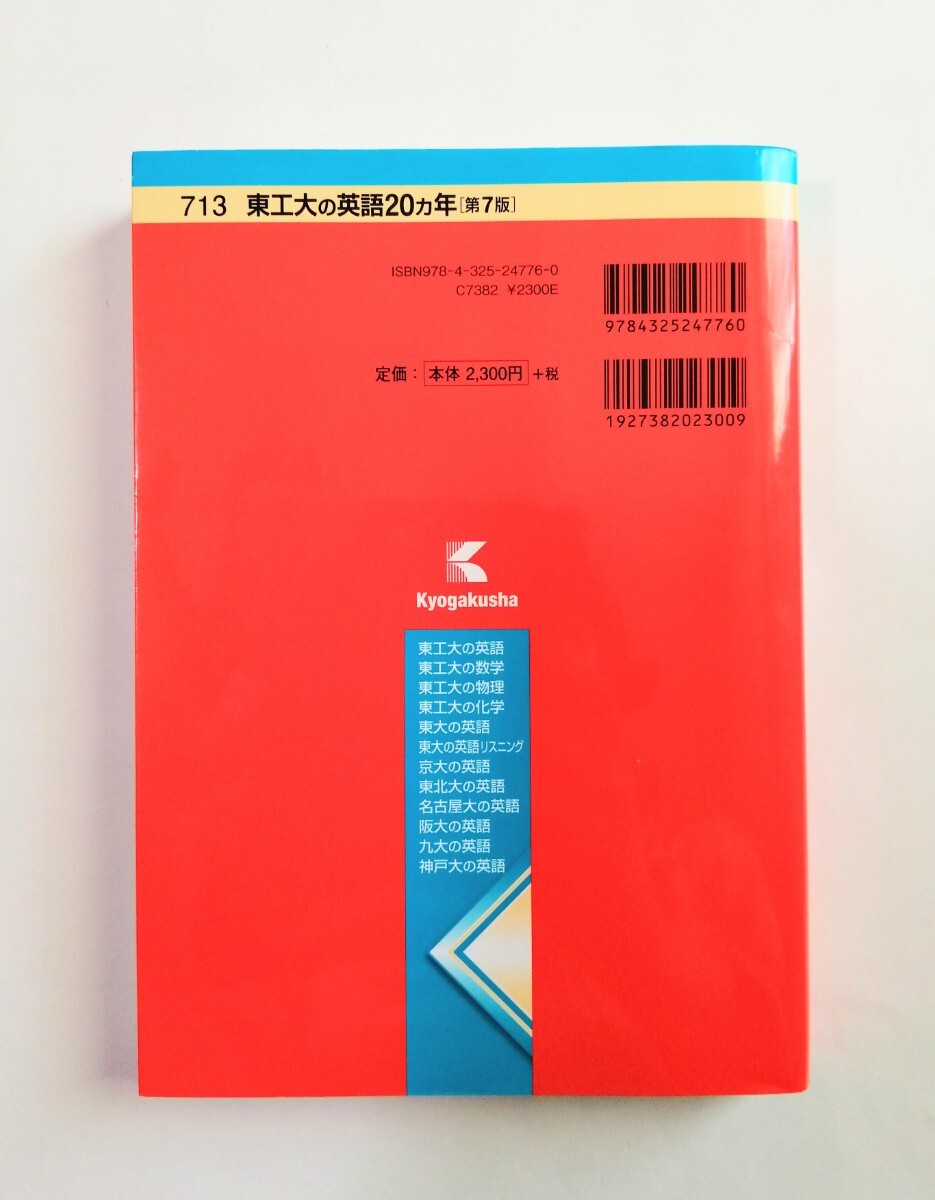 713 東工大の英語20カ年[第7版]
ISBN978-4-325-24776-0
C7382 ¥2300E
9784325247760
定価：本体 2,300円+税
1927382023009
Kyogakusha
東工大の英語
東工大の数学
東工大の物理
東工大の化学
東大の英語
東大の英語リスニング
京大の英語
東北大の英語
名古屋大の英語
阪大の英語
九大の英語
神戸大の英語